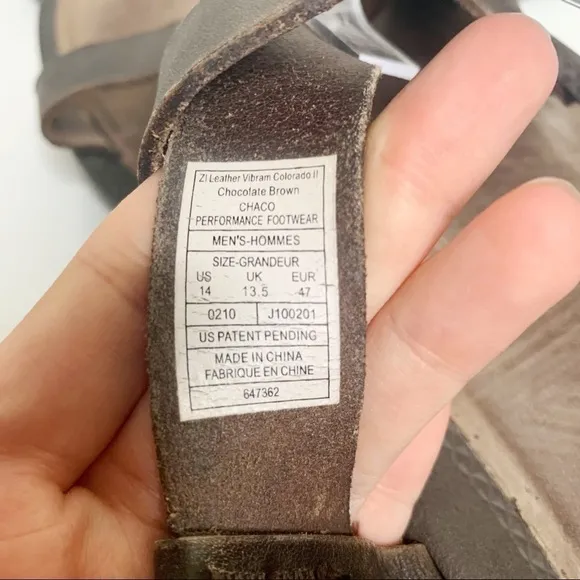 Z/ Leather Vibram Colorado II
Chocolate Brown
CHACO
PERFORMANCE FOOTWEAR
MEN'S-HOMMES
SIZE-GRANDEUR
US UK EUR
14 13.5 47
0210 J100201
US PATENT PENDING
MADE IN CHINA
FABRIQUE EN CHINE
647362